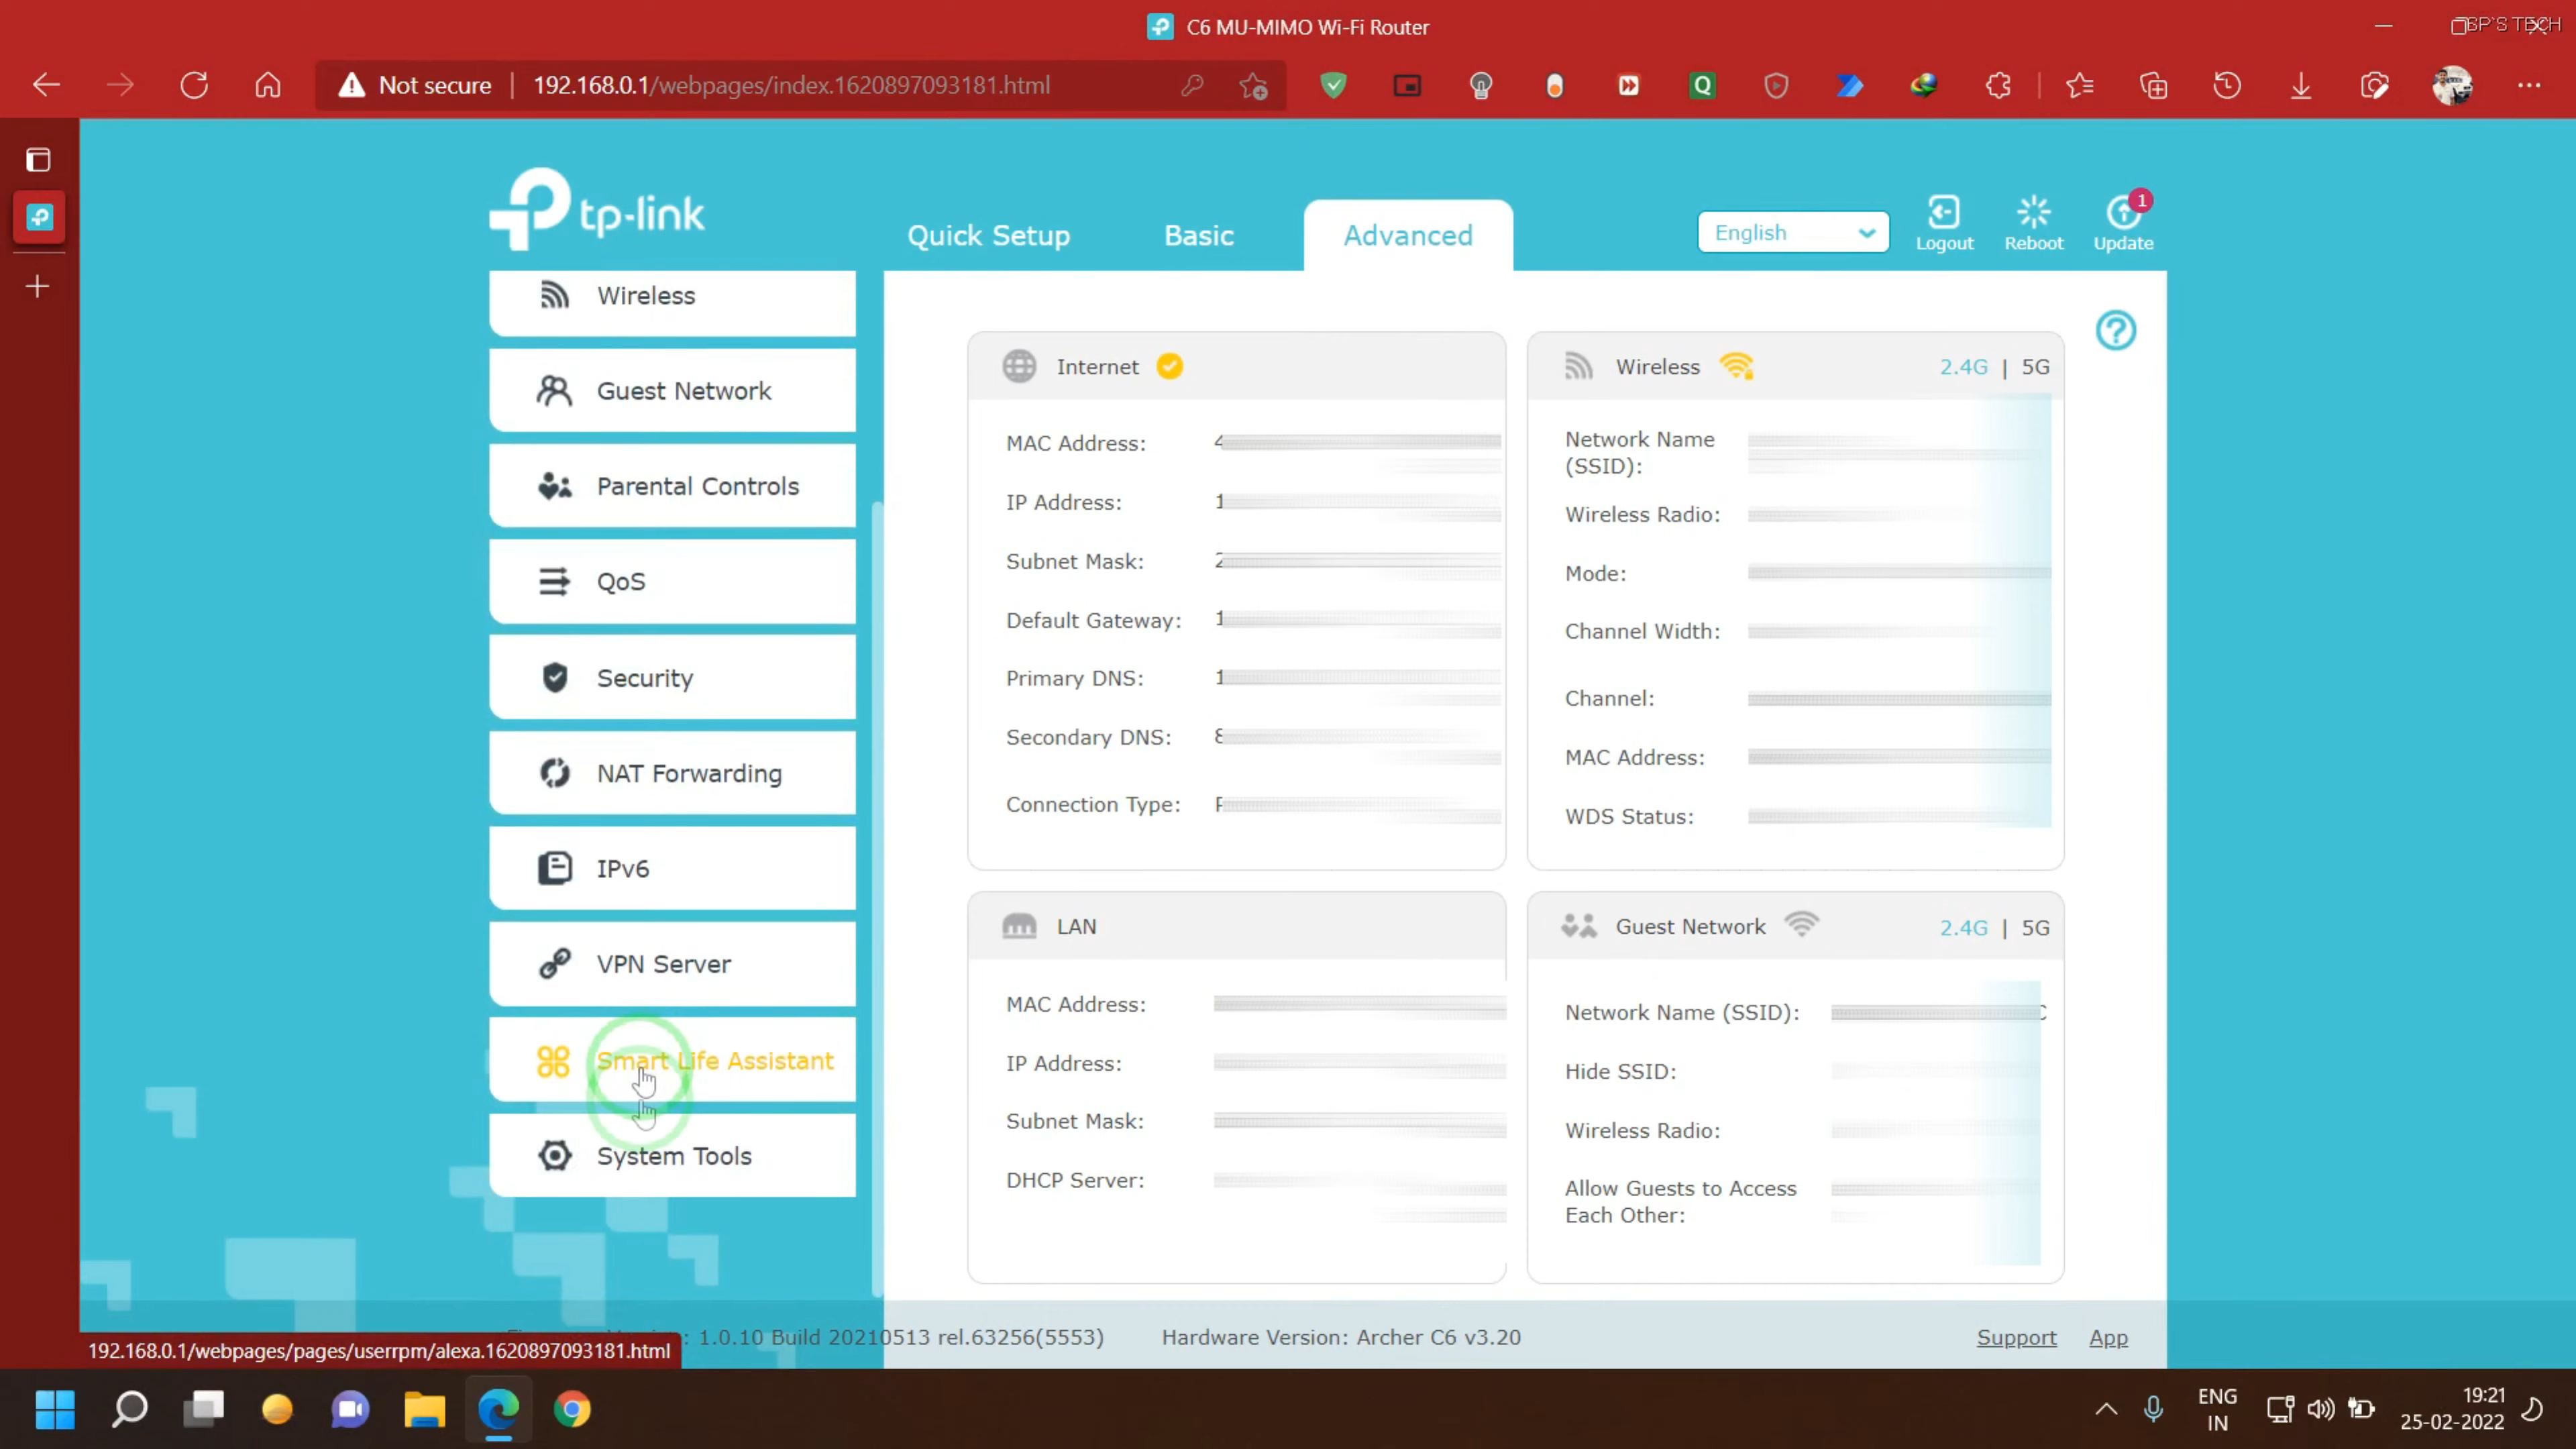 C6 MU-MIMO Wi-Fi Router
SP'S TECH
Not secure
192.168.0.1/webpages/index.1620897093181.html
tp-link
Quick Setup
Basic
Advanced
English
Logout
Reboot
Update
1
Wireless
Guest Network
Parental Controls
QoS
Security
NAT Forwarding
IPv6
VPN Server
Smart Life Assistant
System Tools
Internet
MAC Address: 4
IP Address: 1
Subnet Mask: 2
Default Gateway: 1
Primary DNS: 1
Secondary DNS: 8
Connection Type:
Wireless
2.4G | 5G
Network Name
(SSID):
Wireless Radio:
Mode:
Channel Width:
Channel:
MAC Address:
WDS Status:
LAN
MAC Address:
IP Address:
Subnet Mask:
DHCP Server:
Guest Network
2.4G | 5G
Network Name (SSID):
Hide SSID:
Wireless Radio:
Allow Guests to Access
Each Other:
1.0.10 Build 20210513 rel.63256(5553)
Hardware Version: Archer C6 v3.20
Support
App
192.168.0.1/webpages/pages/userrpm/alexa.1620897093181.html
ENG
IN
19:21
25-02-2022